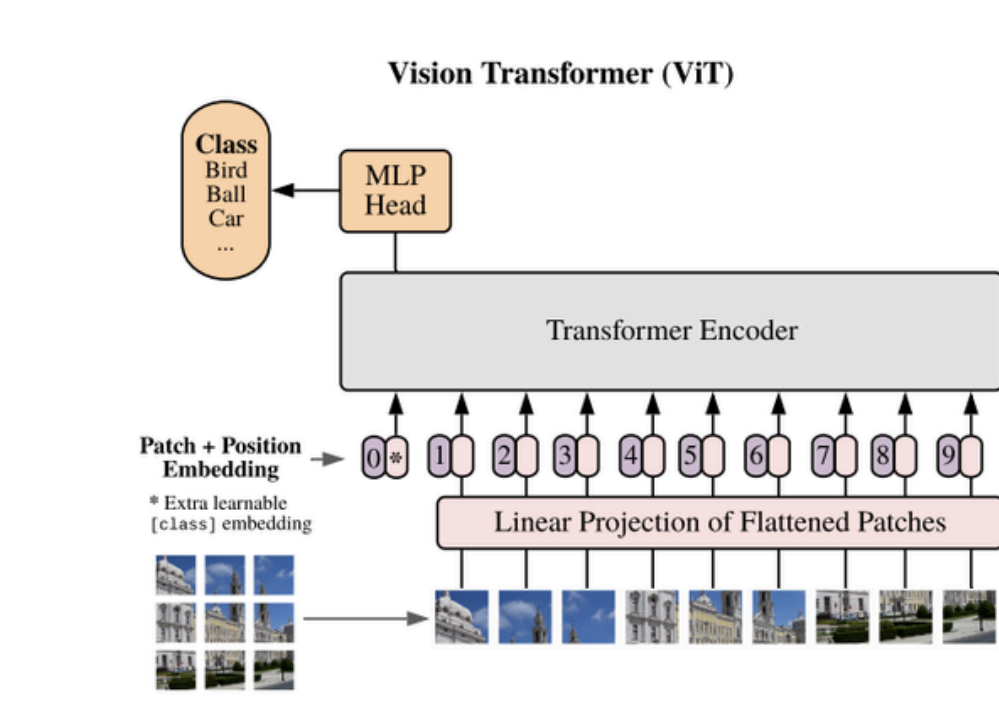 Vision Transformer (ViT)
Class
Bird
Ball
Car
...
MLP
Head
Transformer Encoder
Patch + Position
Embedding
0 * 1 2 3 4 5 6 7 8 9
* Extra learnable
[class] embedding
Linear Projection of Flattened Patches